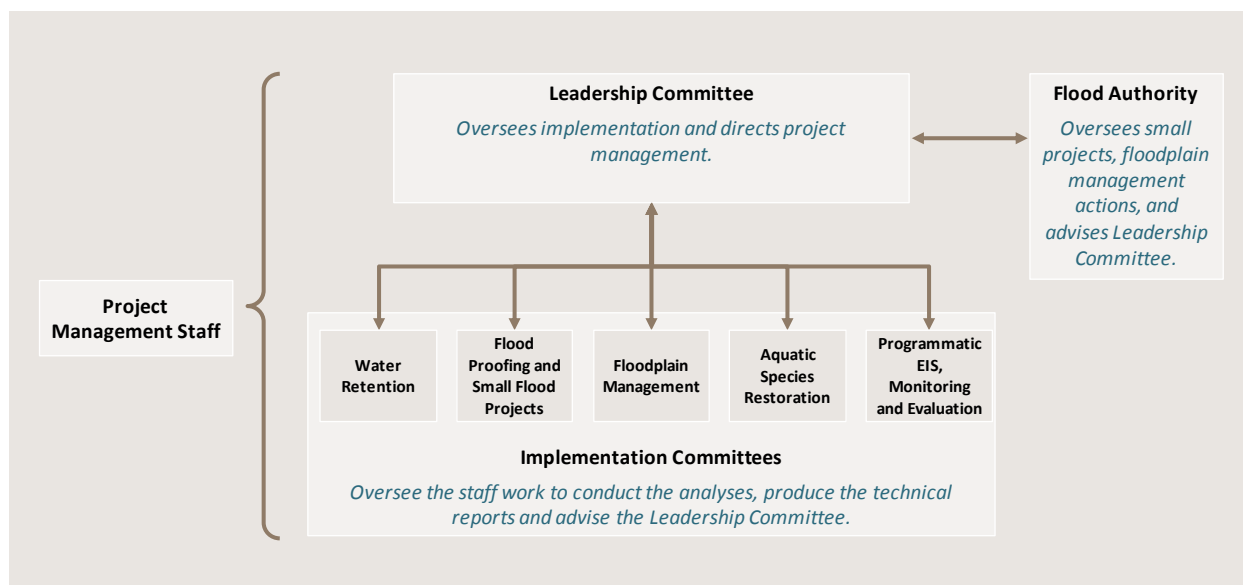 Leadership Committee
Oversees implementation and directs project
management.
Flood Authority
Oversees small
projects, floodplain
management
actions, and
advises Leadership
Committee.
Project
Management Staff
Water
Retention
Flood
Proofing and
Small Flood
Projects
Floodplain
Management
Aquatic
Species
Restoration
Programmatic
EIS,
Monitoring
and Evaluation
Implementation Committees
Oversee the staff work to conduct the analyses, produce the technical
reports and advise the Leadership Committee.